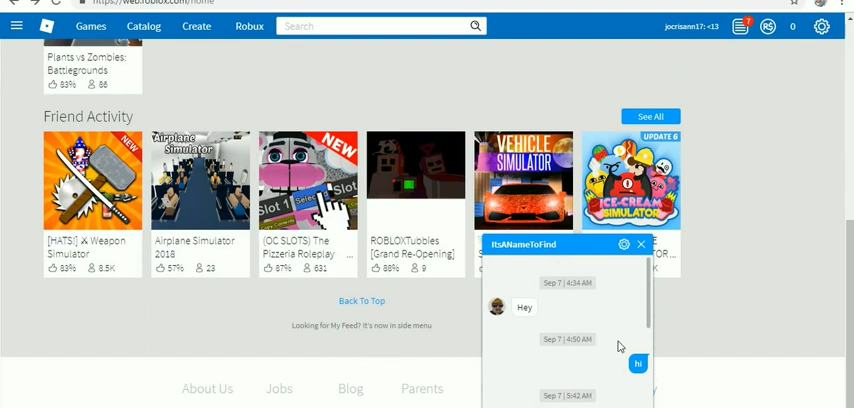 https://web.roblox.com/home
Games Catalog Create Robux Search jocrisann17: <13 7 0
Plants vs Zombies:
Battlegrounds
83% 86
Friend Activity
See All
NEW
Airplane
Simulator
NEW
Slot 1
Select
VEHICLE
SIMULATOR
UPDATE 6
ICE-CREAM
SIMULATOR
[HATS!] ⚔ Weapon
Simulator
83% 8.5K
Airplane Simulator
2018
57% 23
(OC SLOTS) The
Pizzeria Roleplay ...
87% 631
ROBLOXTubbies
[Grand Re-Opening]
88% 9
ItsANameToFind
Sep 7 | 4:34 AM
Hey
Sep 7 | 4:50 AM
hi
Sep 7 | 5:42 AM
Back To Top
Looking for My Feed? It's now in side menu
About Us Jobs Blog Parents